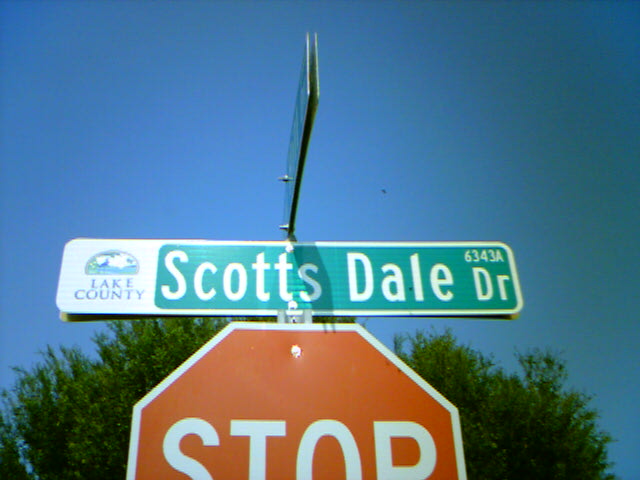 LAKE
COUNTY
Scotts Dale Dr
6343A
STOP